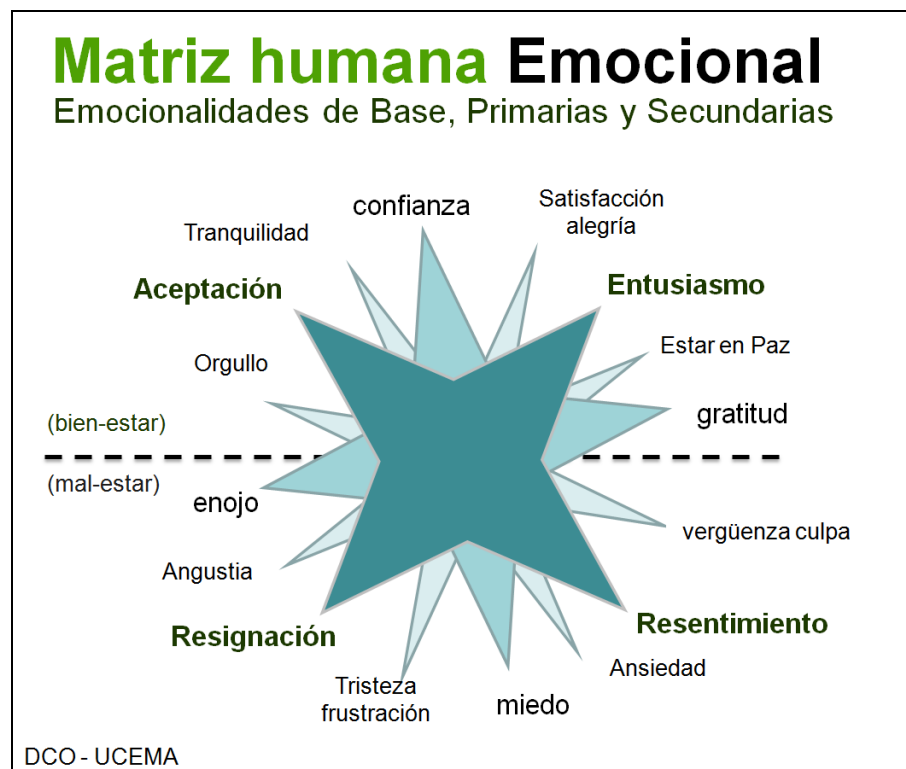 Matriz humana Emocional
Emocionalidades de Base, Primarias y Secundarias
confianza
Satisfacción
alegría
Tranquilidad
Aceptación
Entusiasmo
Estar en Paz
Orgullo
gratitud
(bien-estar)
(mal-estar)
enojo
vergüenza culpa
Angustia
Resignación
Resentimiento
Ansiedad
Tristeza
frustración
miedo
DCO - UCEMA